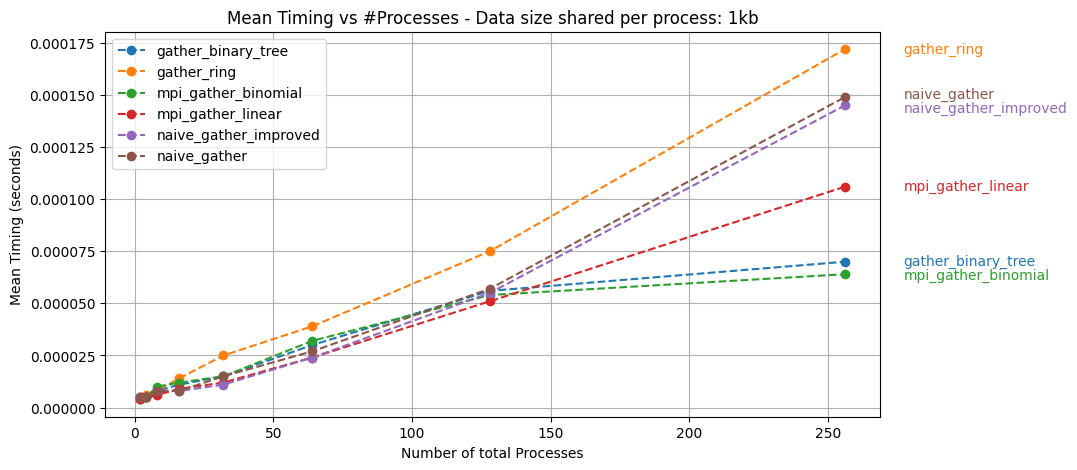 Mean Timing vs #Processes - Data size shared per process: 1kb
0.000175
0.000150
0.000125
0.000100
0.000075
0.000050
0.000025
0.000000
Mean Timing (seconds)
gather_binary_tree
gather_ring
mpi_gather_binomial
mpi_gather_linear
naive_gather_improved
naive_gather
gather_ring
naive_gather
naive_gather_improved
mpi_gather_linear
gather_binary_tree
mpi_gather_binomial
0 50 100 150 200 250
Number of total Processes